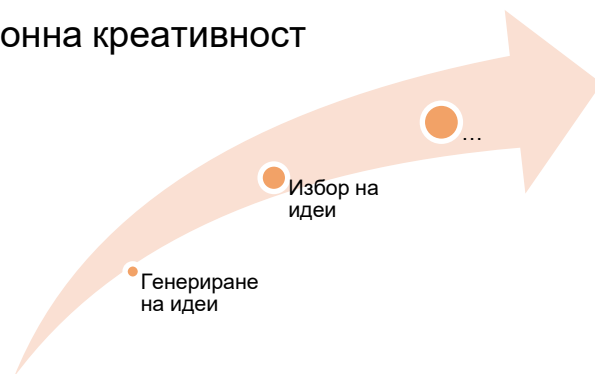 онна креативност
...
Избор на
идеи
Генериране
на идеи